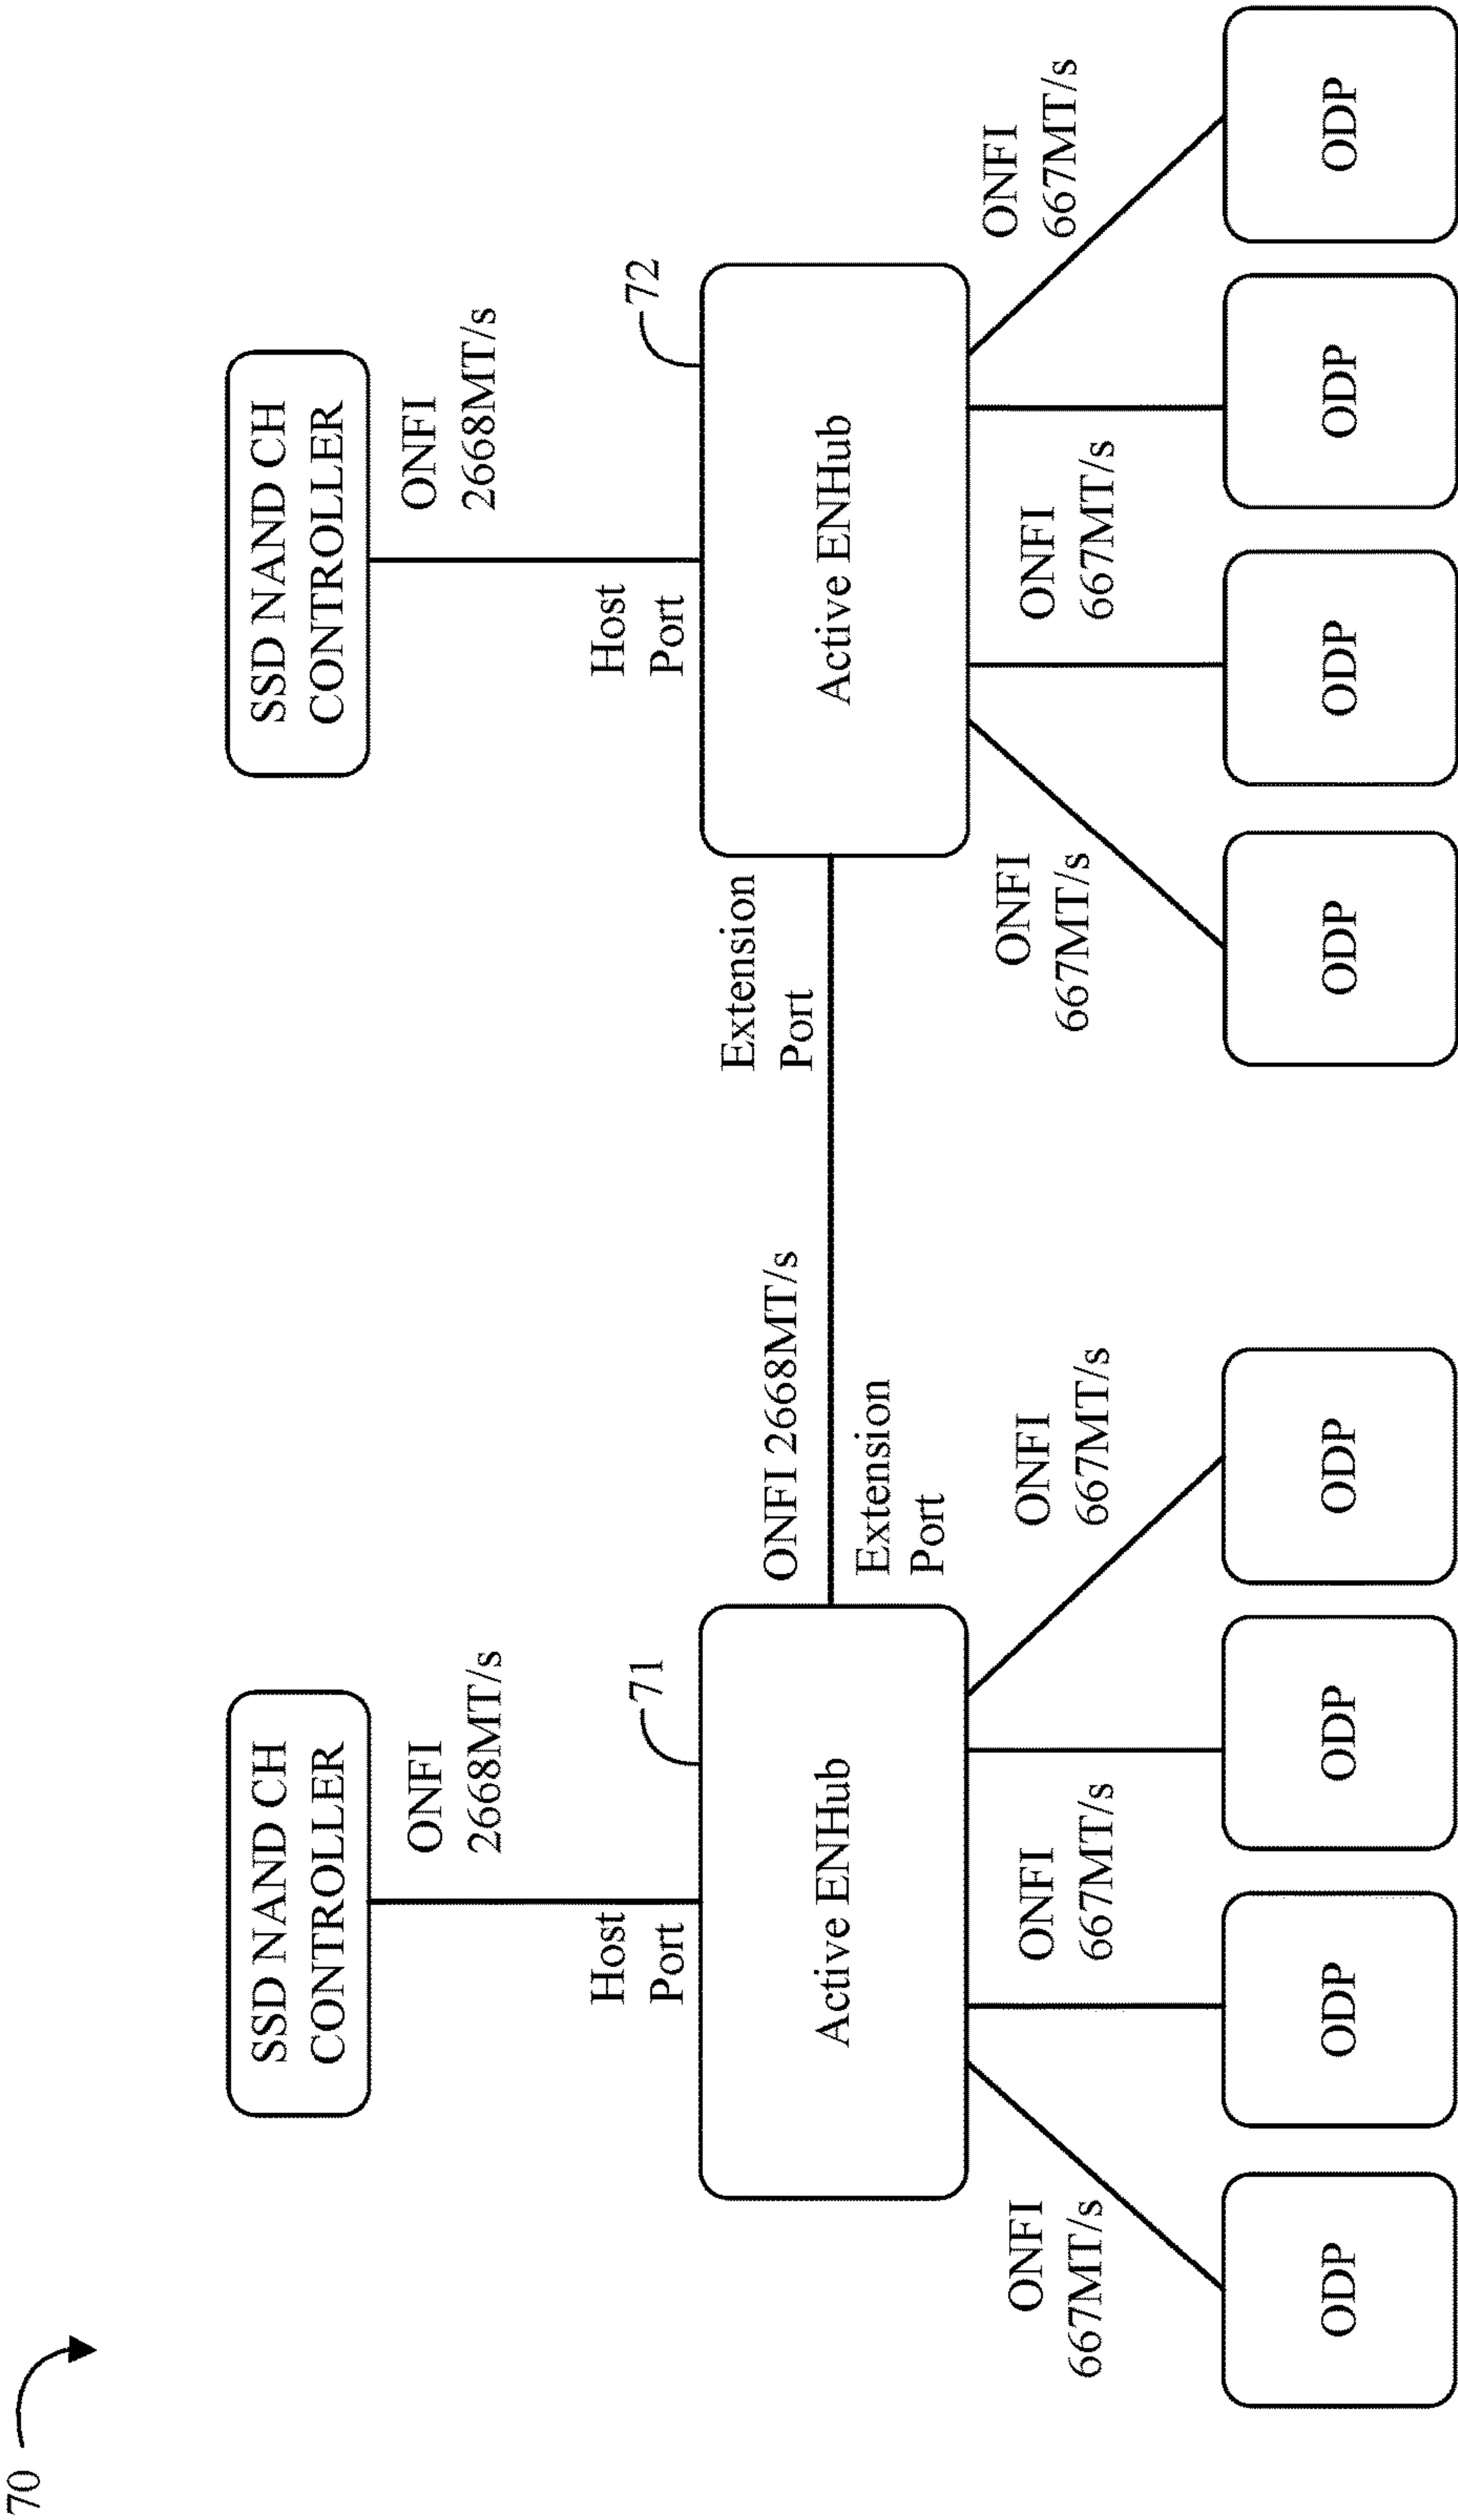 70
SSD NAND CH
CONTROLLER
ONFI
2668MT/s
Host
Port
71
Active ENHub
ONFI 2668MT/s
Extension
Port
ONFI
667MT/s
ONFI
667MT/s
ONFI
667MT/s
ODP
ODP
ODP
ODP
SSD NAND CH
CONTROLLER
ONFI
2668MT/s
Host
Port
72
Active ENHub
Extension
Port
ONFI
667MT/s
ONFI
667MT/s
ONFI
667MT/s
ODP
ODP
ODP
ODP